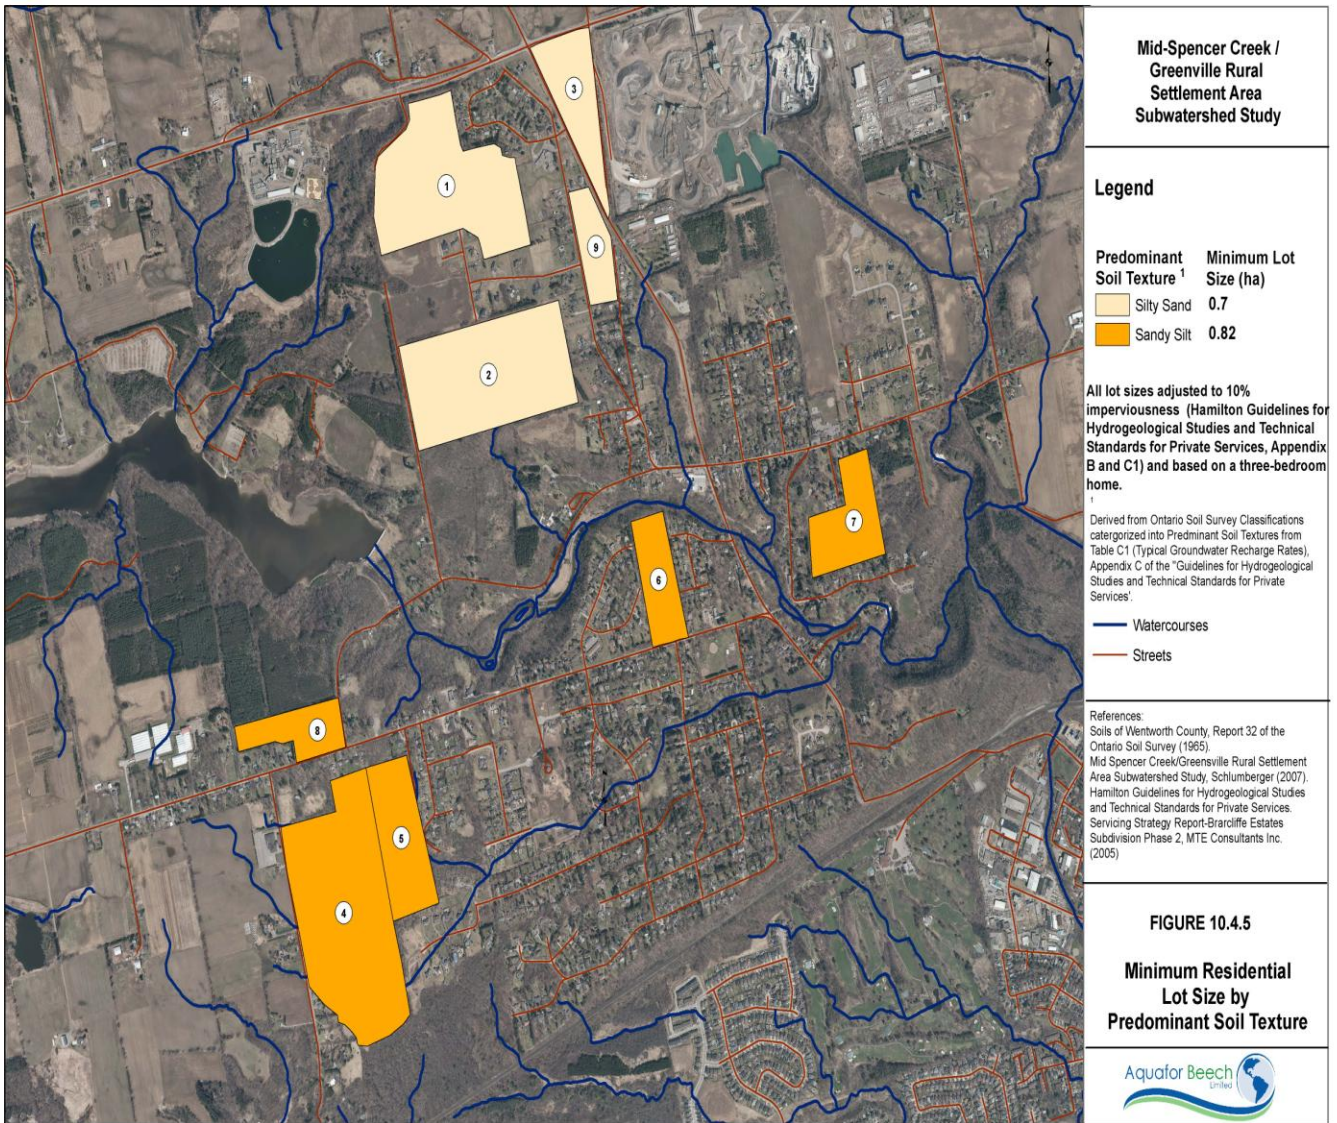 Mid-Spencer Creek /
Greenville Rural
Settlement Area
Subwatershed Study
Legend
Predominant Minimum Lot
Soil Texture 1 Size (ha)
Silty Sand 0.7
Sandy Silt 0.82
All lot sizes adjusted to 10%
imperviousness (Hamilton Guidelines for
Hydrogeological Studies and Technical
Standards for Private Services, Appendix
B and C1) and based on a three-bedroom
home.
1
Derived from Ontario Soil Survey Classifications
catergorized into Predminant Soil Textures from
Table C1 (Typical Groundwater Recharge Rates),
Appendix C of the "Guidelines for Hydrogeological
Studies and Technical Standards for Private
Services'.
Watercourses
Streets
References:
Soils of Wentworth County, Report 32 of the
Ontario Soil Survey (1965).
Mid Spencer Creek/Greensville Rural Settlement
Area Subwatershed Study, Schlumberger (2007).
Hamilton Guidelines for Hydrogeological Studies
and Technical Standards for Private Services.
Servicing Strategy Report-Brarcliffe Estates
Subdivision Phase 2, MTE Consultants Inc.
(2005)
FIGURE 10.4.5
Minimum Residential
Lot Size by
Predominant Soil Texture
Aquafor Beech
Limited
3
1
9
2
7
6
8
5
4